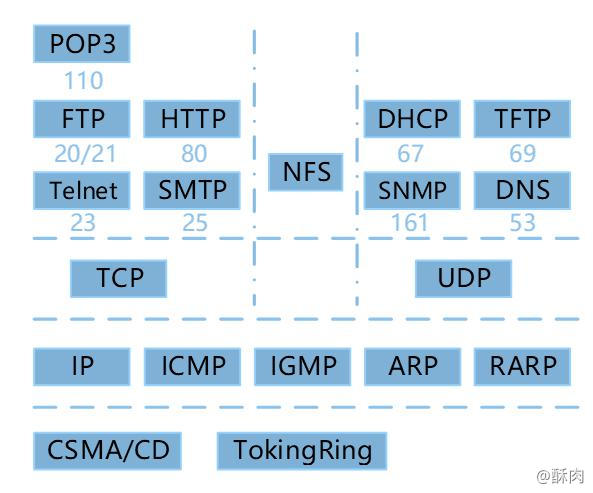 POP3
110
FTP HTTP DHCP TFTP
20/21 80 67 69
NFS
Telnet SMTP SNMP DNS
23 25 161 53
TCP UDP
IP ICMP IGMP ARP RARP
CSMA/CD TokingRing
@酥肉